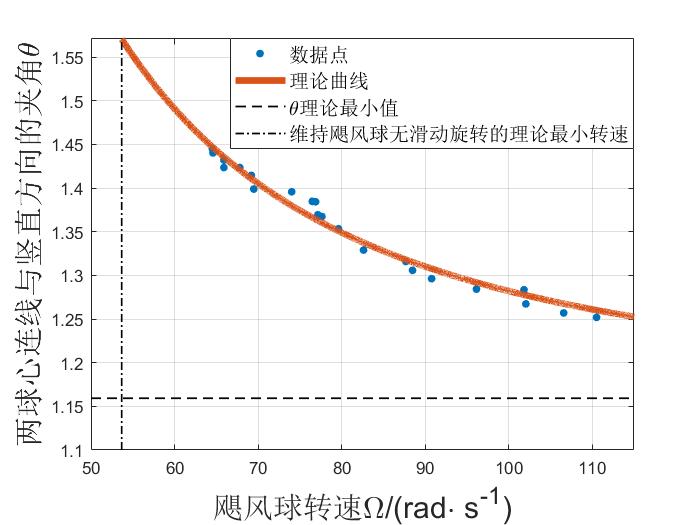 两球心连线与竖直方向的夹角θ
1.55
1.5
1.45
1.4
1.35
1.3
1.25
1.2
1.15
1.1
数据点
理论曲线
θ理论最小值
维持飓风球无滑动旋转的理论最小转速
50 60 70 80 90 100 110
飓风球转速Ω/(rad· s⁻¹)